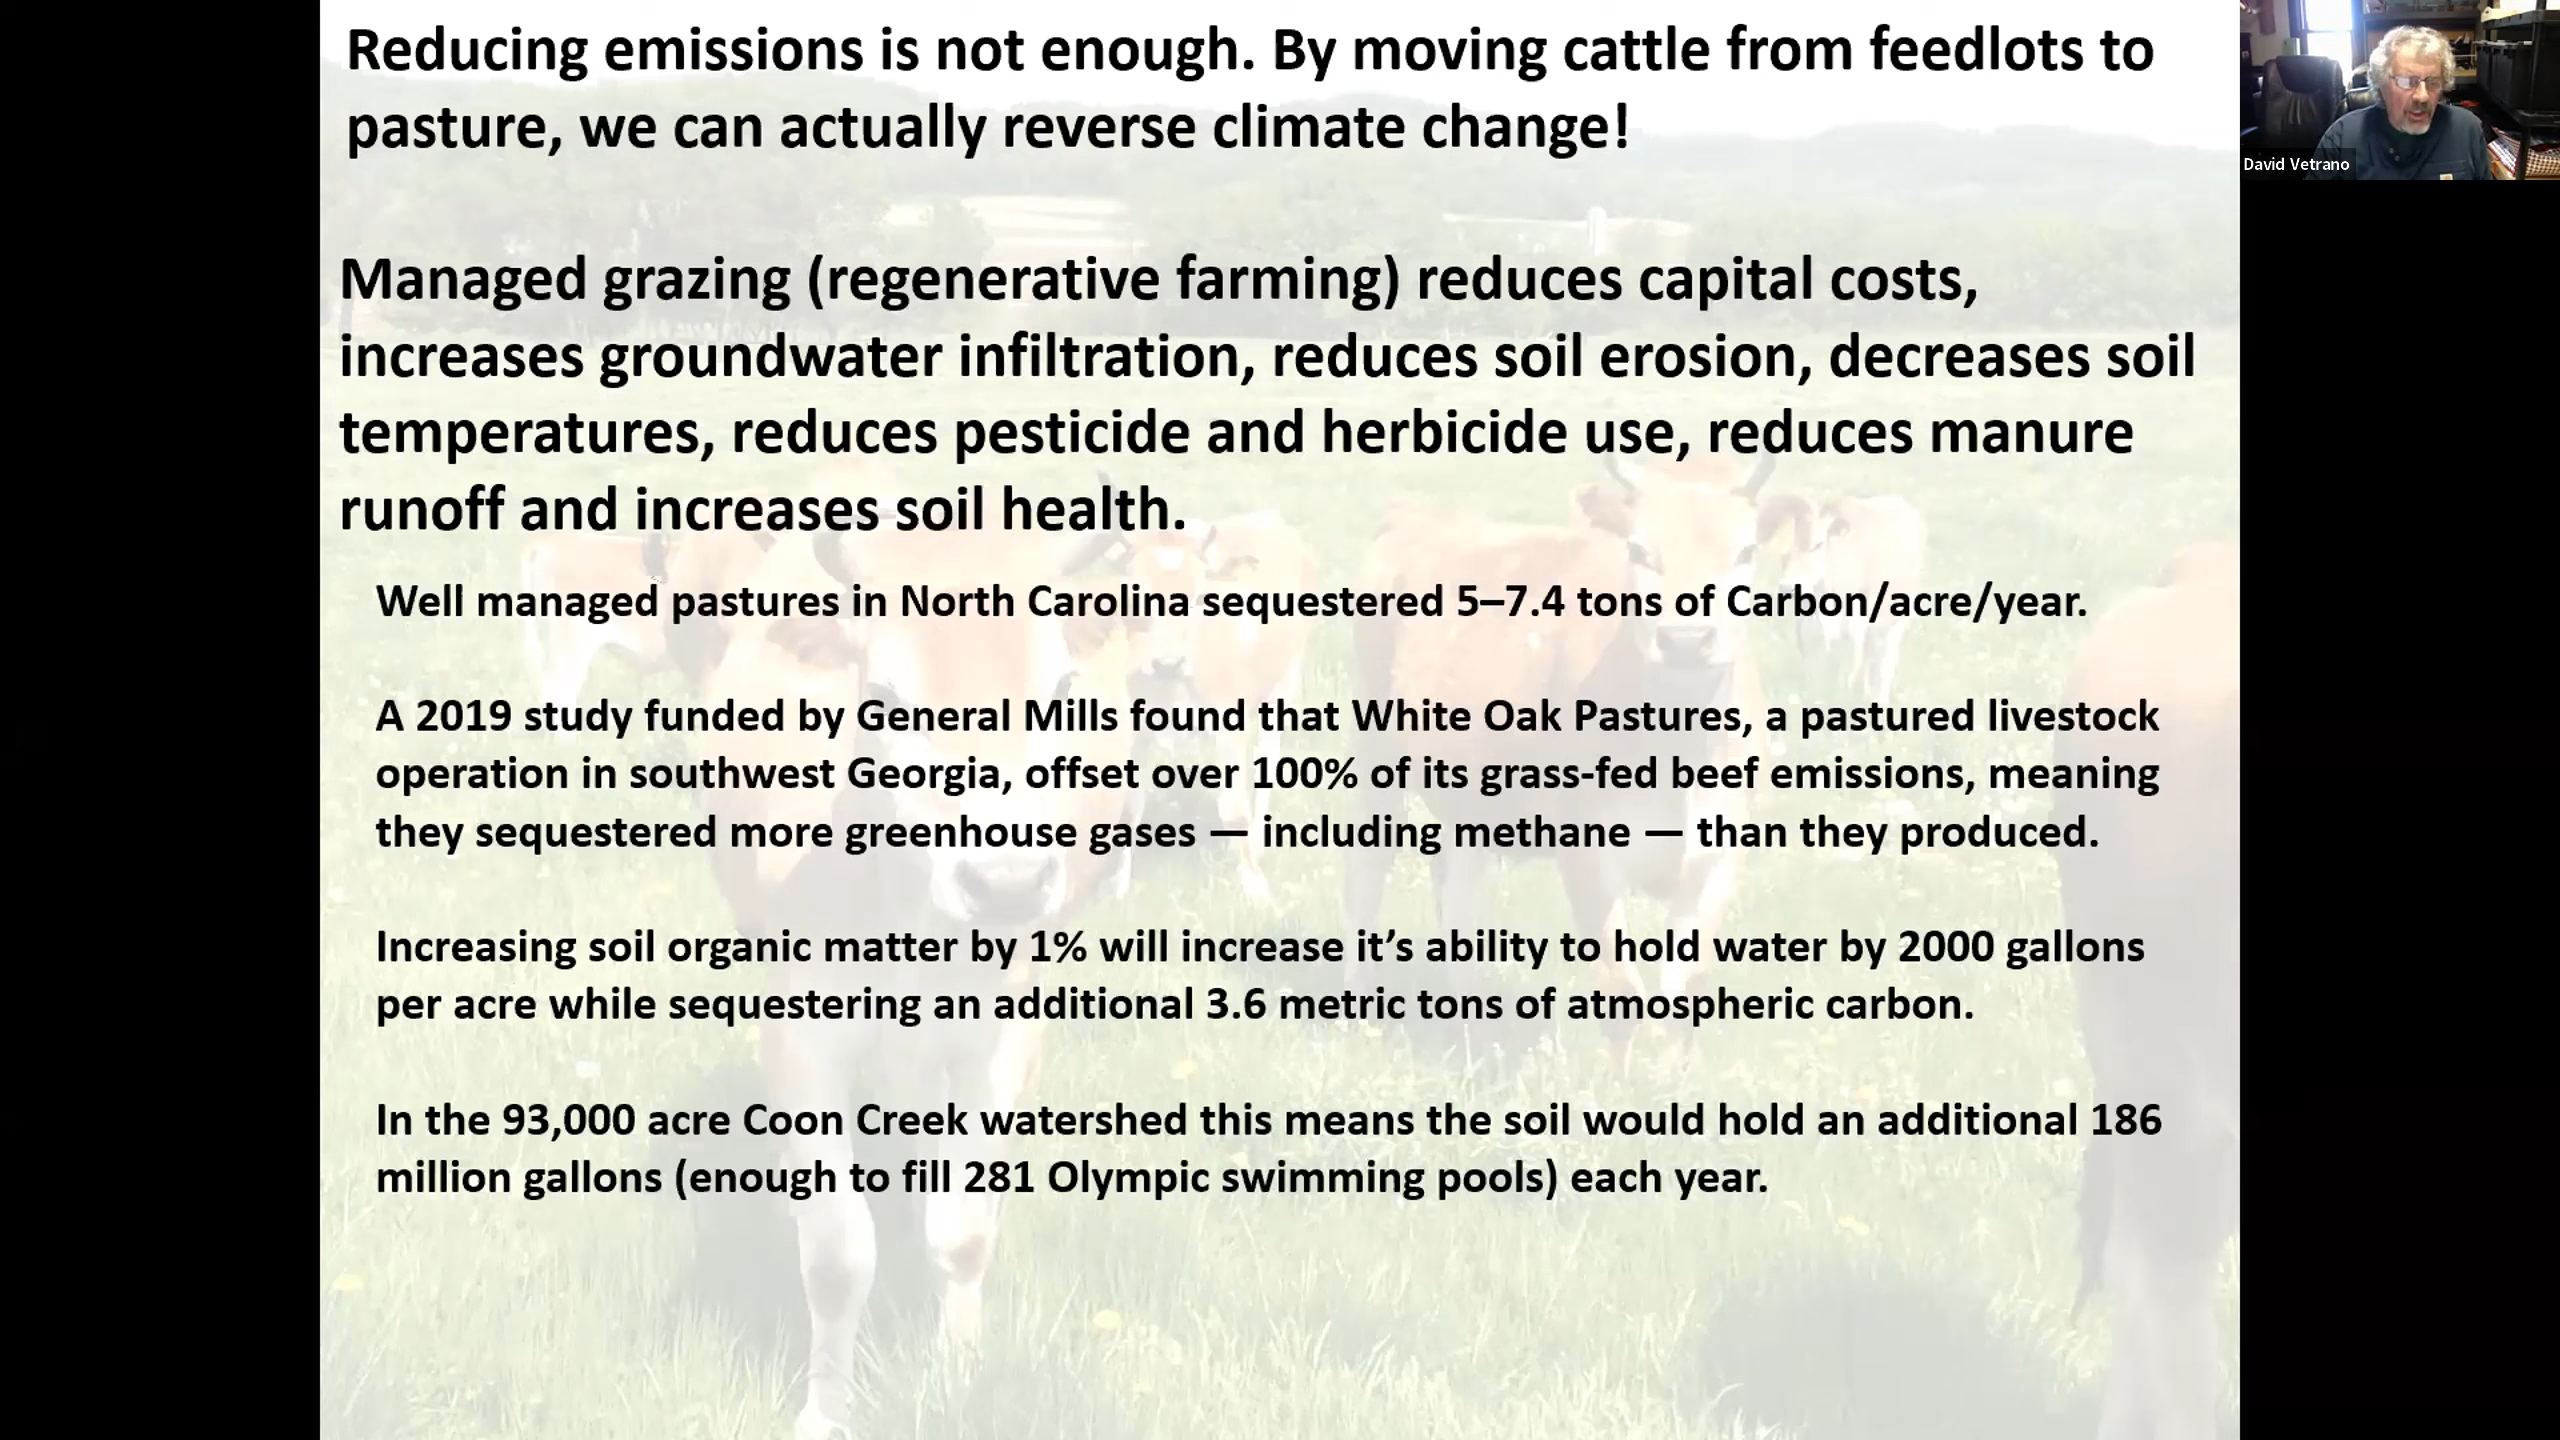 Reducing emissions is not enough. By moving cattle from feedlots to
pasture, we can actually reverse climate change!
David Vetrano
Managed grazing (regenerative farming) reduces capital costs,
increases groundwater infiltration, reduces soil erosion, decreases soil
temperatures, reduces pesticide and herbicide use, reduces manure
runoff and increases soil health.
Well managed pastures in North Carolina sequestered 5–7.4 tons of Carbon/acre/year.
A 2019 study funded by General Mills found that White Oak Pastures, a pastured livestock
operation in southwest Georgia, offset over 100% of its grass-fed beef emissions, meaning
they sequestered more greenhouse gases — including methane — than they produced.
Increasing soil organic matter by 1% will increase it’s ability to hold water by 2000 gallons
per acre while sequestering an additional 3.6 metric tons of atmospheric carbon.
In the 93,000 acre Coon Creek watershed this means the soil would hold an additional 186
million gallons (enough to fill 281 Olympic swimming pools) each year.